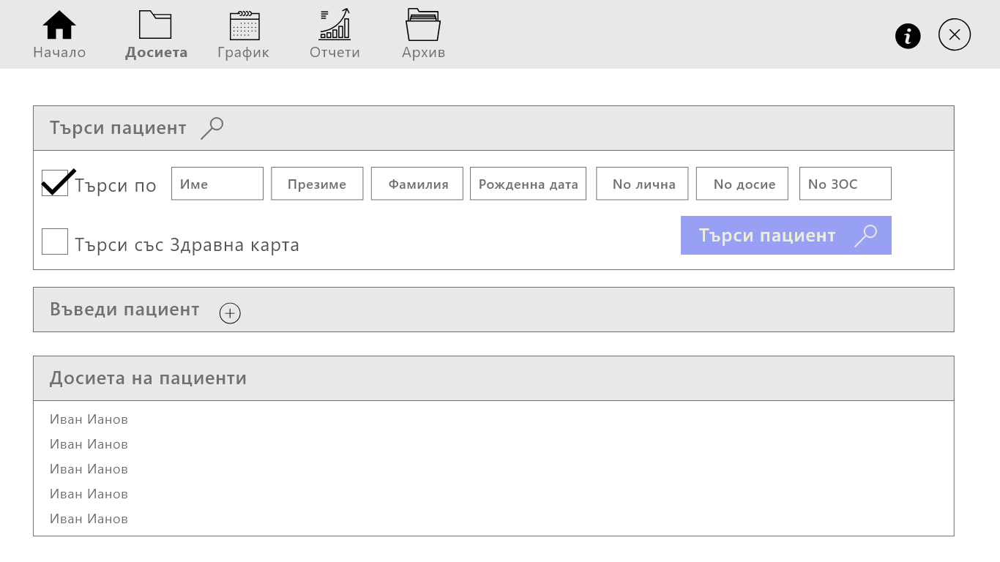 Начало Досиета График Отчети Архив
Търси пациент
Търси по Име Презиме Фамилия Рожденна дата No лична No досие No ЗОС
Търси със Здравна карта Търси пациент
Въведи пациент
Досиета на пациенти
Иван Ианов
Иван Ианов
Иван Ианов
Иван Ианов
Иван Ианов